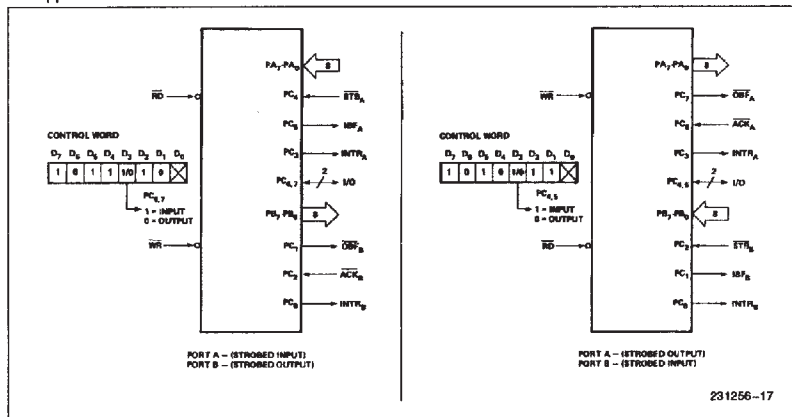 PA7-PA0
8
RD
PC4
STBA
CONTROL WORD
PC5
IBFA
D7 D6 D5 D4 D3 D2 D1 D0
PC3
INTRA
1 0 1 1 1/0 1 0
PC6,7
2
I/O
PC6,7
1 = INPUT
0 = OUTPUT
PB7-PB0
8
WR
PC1
OBFB
PC2
ACKB
PC0
INTRB
PORT A – (STROBED INPUT)
PORT B – (STROBED OUTPUT)
PA7-PA0
8
WR
PC7
OBFA
CONTROL WORD
PC6
ACKA
D7 D6 D5 D4 D3 D2 D1 D0
PC3
INTRA
1 0 1 0 1/0 1 1
PC4,5
2
I/O
PC4,5
1 = INPUT
0 = OUTPUT
PB7-PB0
8
RD
PC2
STBB
PC1
IBFB
PC0
INTRB
PORT A – (STROBED OUTPUT)
PORT B – (STROBED INPUT)
231256-17